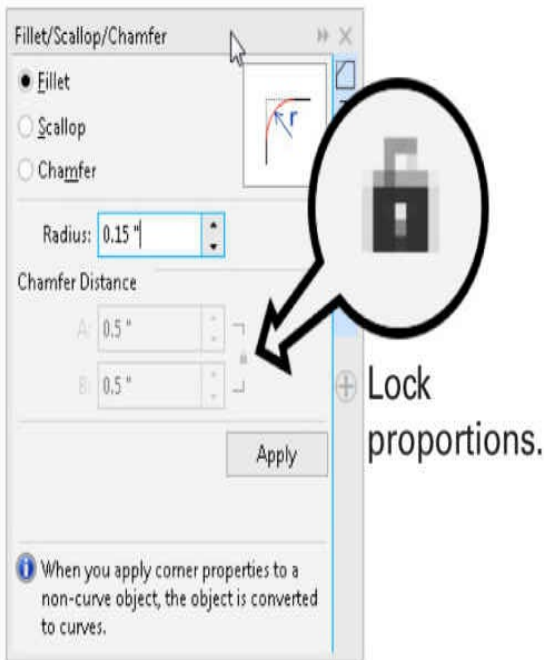 Fillet/Scallop/Chamfer
Fillet
r
Scallop
Chamfer
Radius: 0.15 "
Chamfer Distance
A: 0.5 "
B: 0.5 "
Lock
proportions.
Apply
When you apply corner properties to a
non-curve object, the object is converted
to curves.